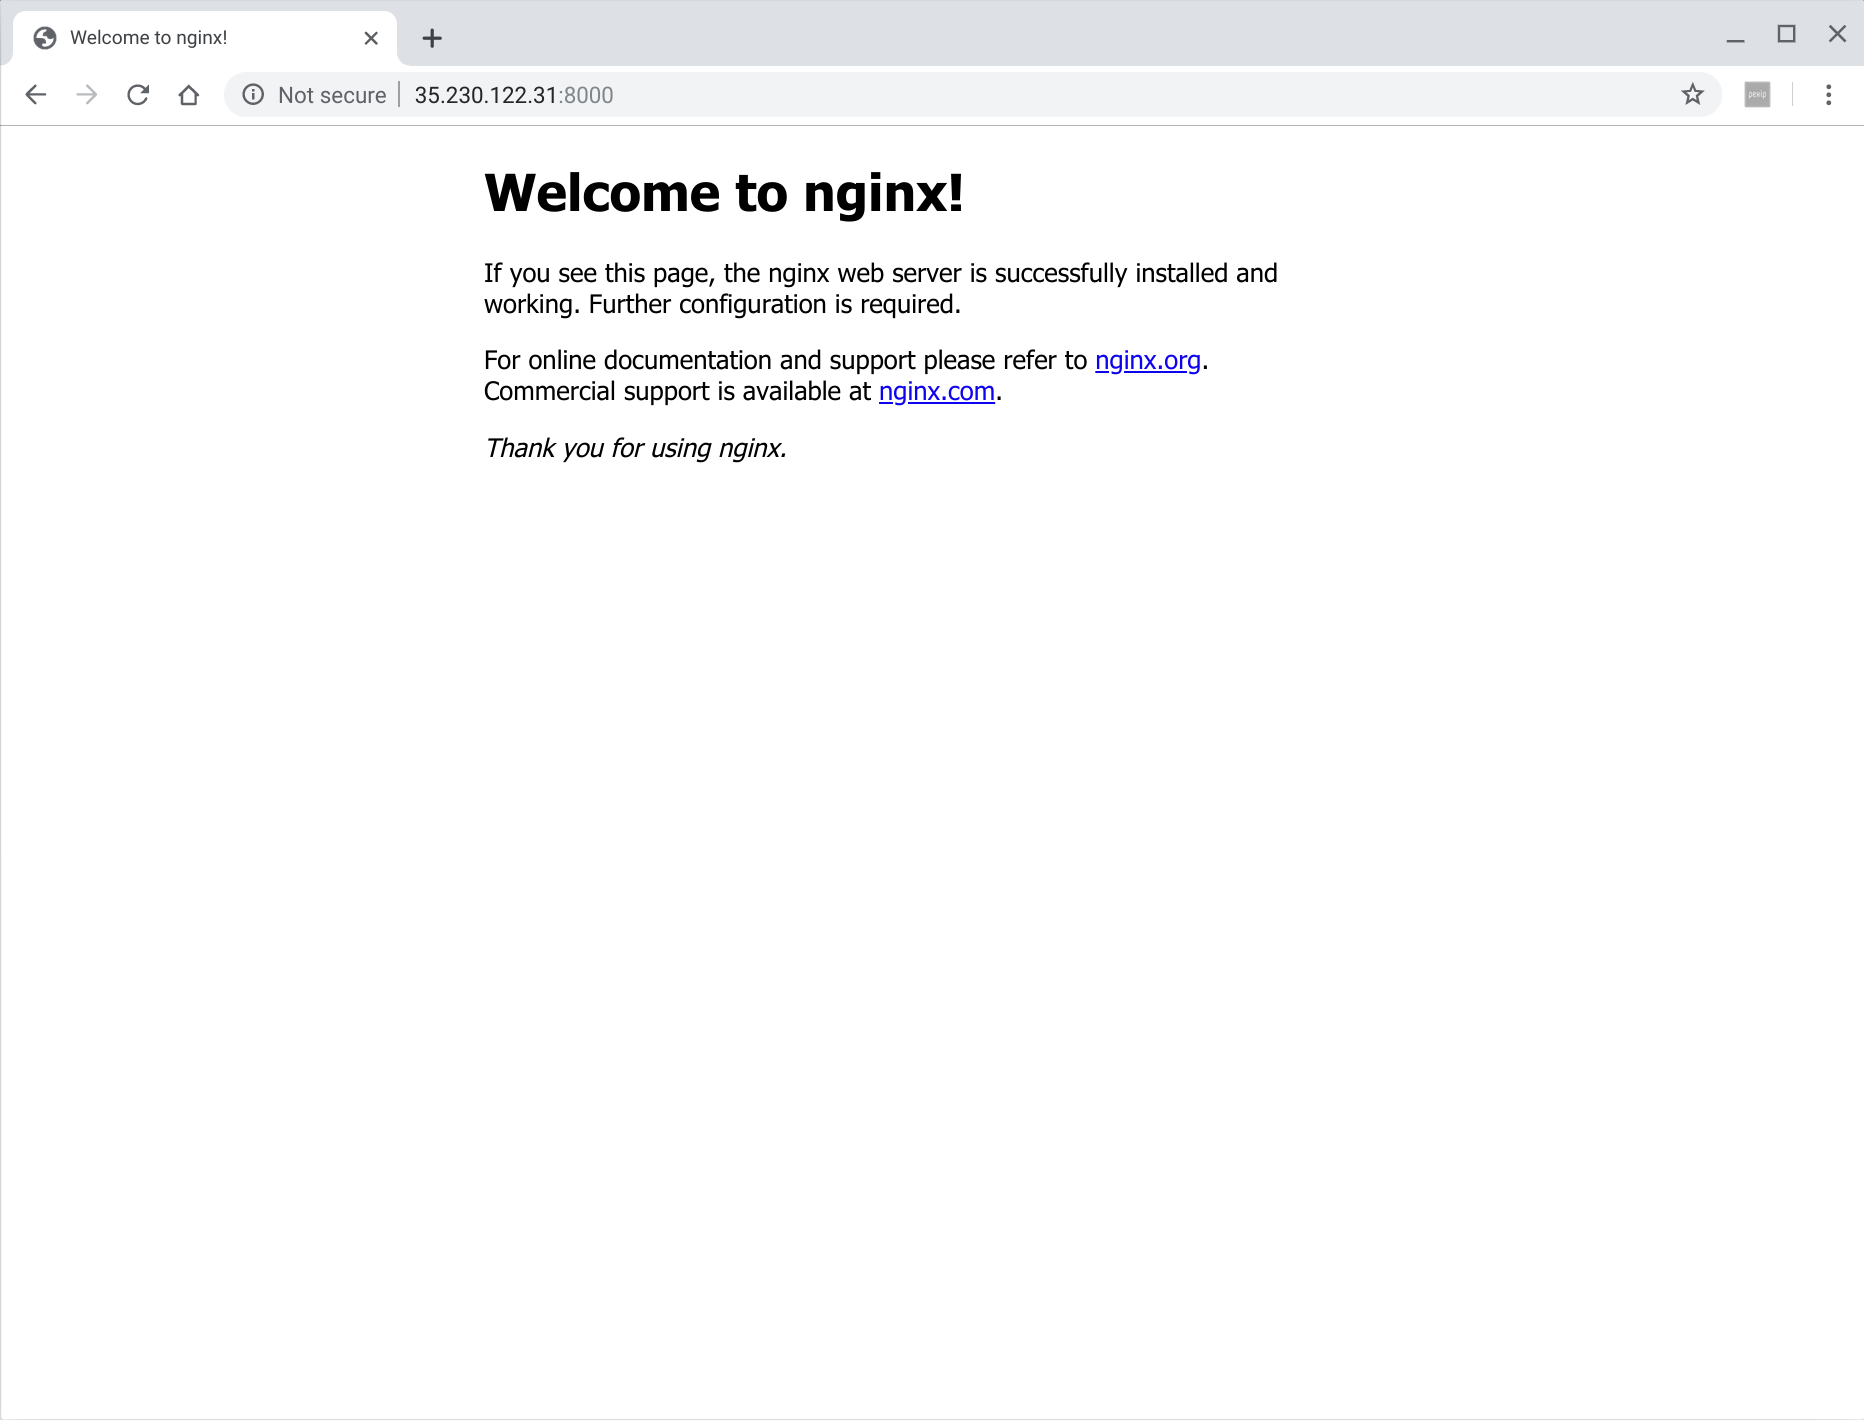 Welcome to nginx!
Not secure 35.230.122.31:8000
pexip
Welcome to nginx!
If you see this page, the nginx web server is successfully installed and
working. Further configuration is required.
For online documentation and support please refer to nginx.org.
Commercial support is available at nginx.com.
Thank you for using nginx.